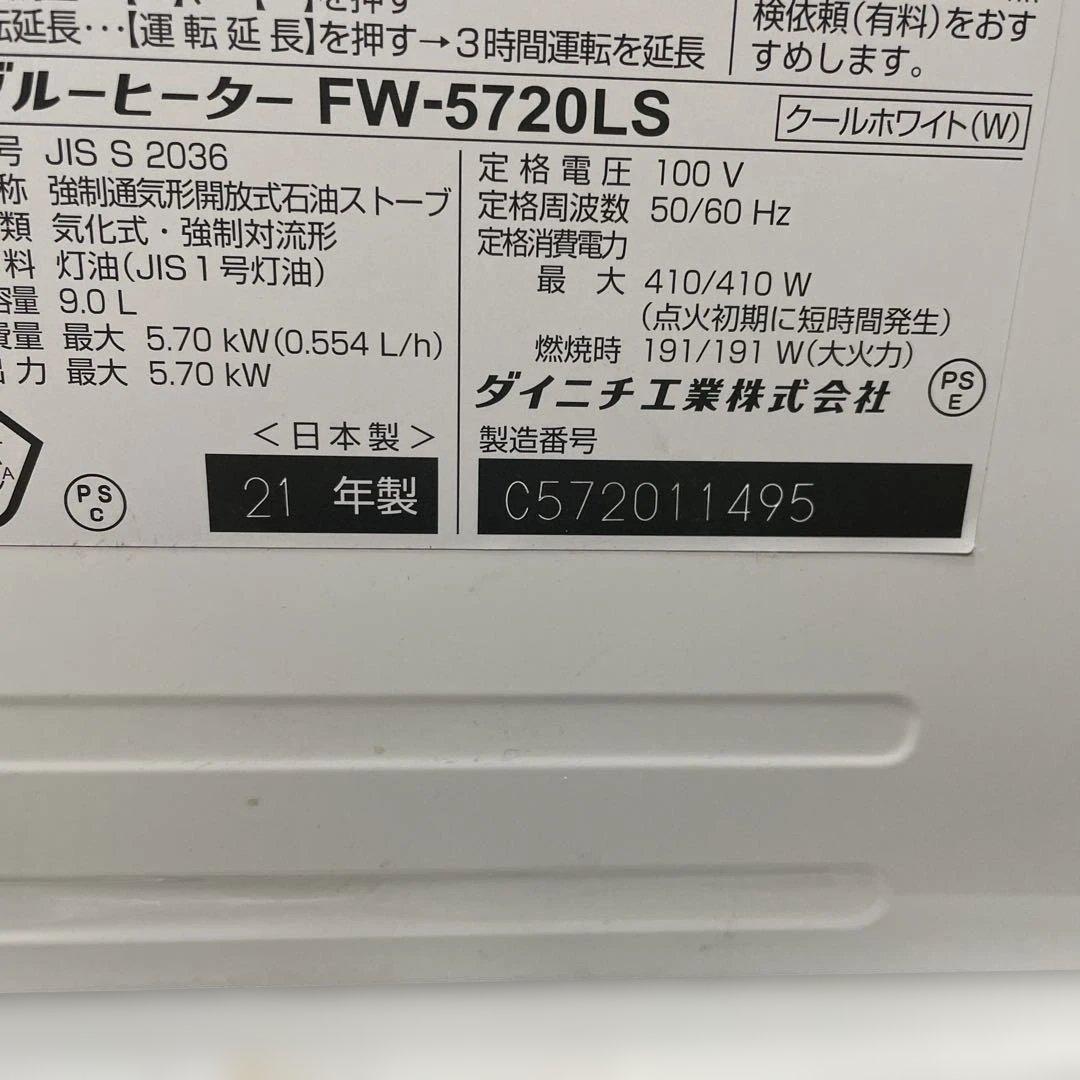 転延長…【運転延長】を押す→3時間運転を延長
検依頼(有料)をおす
すめします。
ブルーヒーター FW-5720LS
クールホワイト(W)
号 JIS S 2036
称 強制通気形開放式石油ストーブ
類 気化式・強制対流形
料 灯油(JIS1号灯油)
容量 9.0 L
費量 最大 5.70 kW(0.554 L/h)
出力 最大 5.70 kW
<日本製>
PS
C
21 年製
定格電圧 100 V
定格周波数 50/60 Hz
定格消費電力
最大 410/410 W
(点火初期に短時間発生)
燃焼時 191/191 W(大火力)
ダイニチ工業株式会社
PS
E
製造番号
C572011495